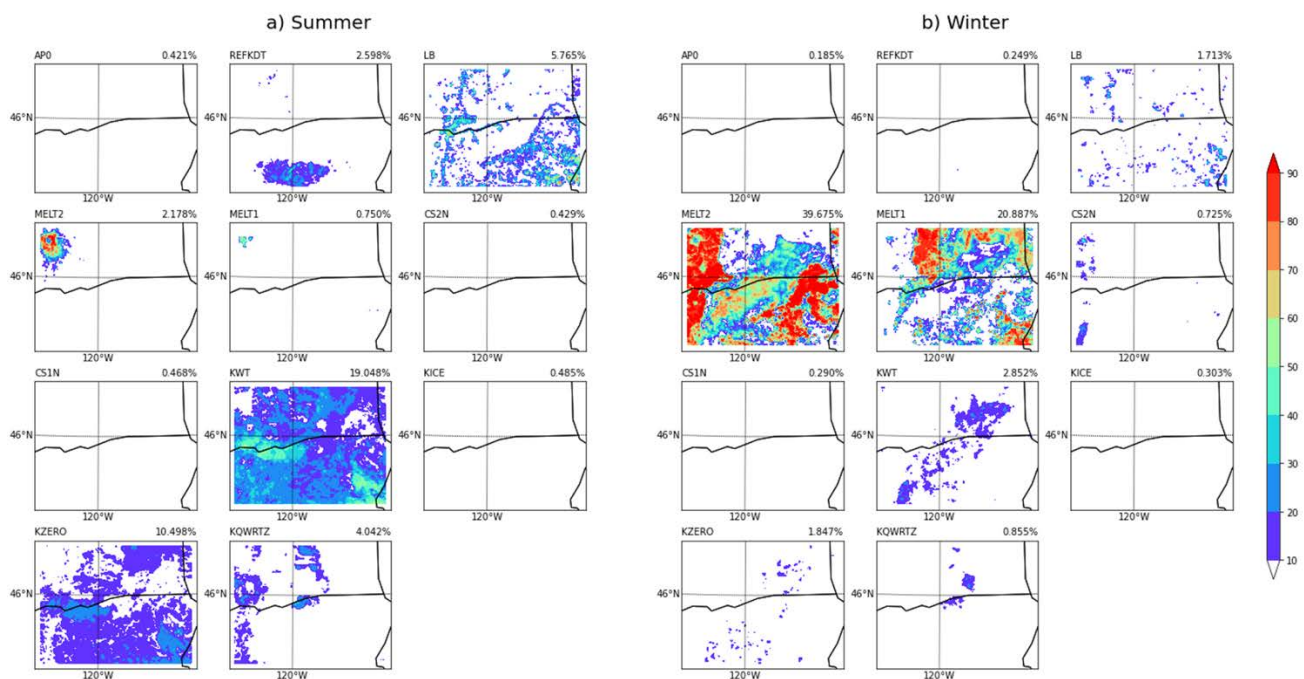 a) Summer
AP0 0.421% REFKDT 2.598% LB 5.765%
46°N
120°W 120°W 120°W
MELT2 2.178% MELT1 0.750% CS2N 0.429%
46°N 46°N 46°N
120°W 120°W 120°W
CS1N 0.468% KWT 19.048% KICE 0.485%
46°N 46°N 46°N
120°W 120°W 120°W
KZERO 10.498% KQWRTZ 4.042%
46°N 46°N
120°W 120°W
b) Winter
AP0 0.185% REFKDT 0.249% LB 1.713%
46°N 46°N 46°N
120°W 120°W 120°W
MELT2 39.675% MELT1 20.887% CS2N 0.725%
46°N 46°N 46°N
120°W 120°W 120°W
CS1N 0.290% KWT 2.852% KICE 0.303%
46°N 46°N 46°N
120°W 120°W 120°W
KZERO 1.847% KQWRTZ 0.855%
46°N 46°N
120°W 120°W
90
80
70
60
50
40
30
20
10